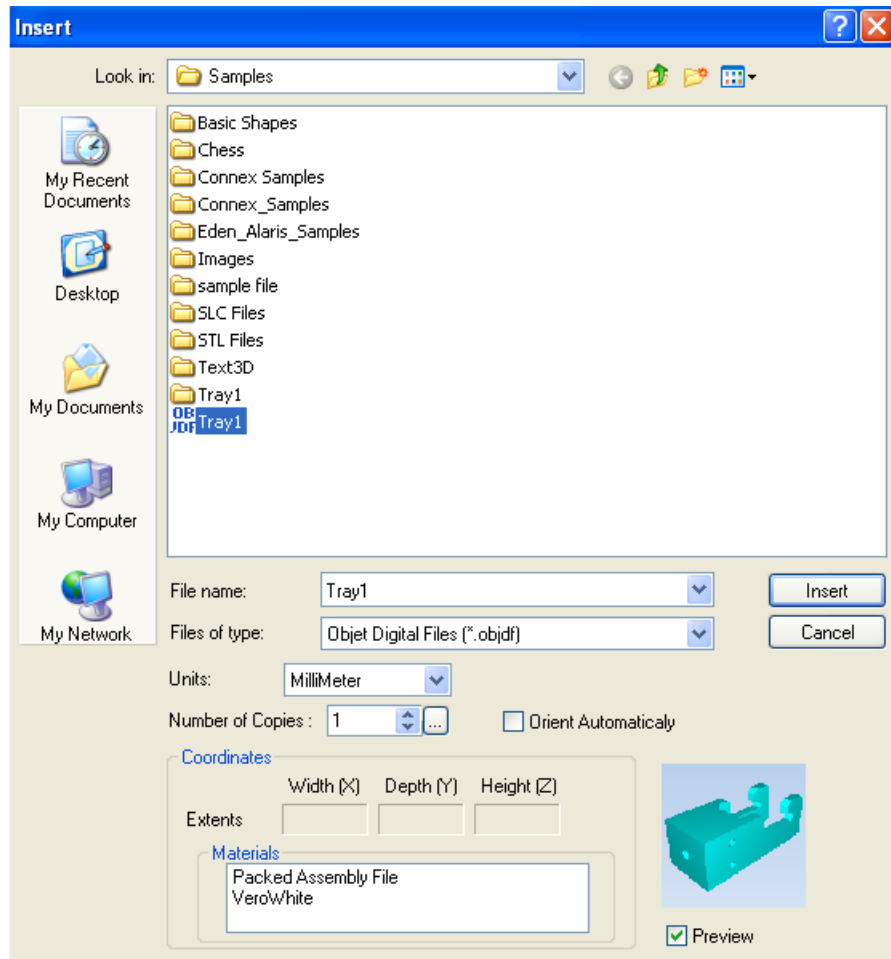 Insert
Look in: Samples
My Recent
Documents
Desktop
My Documents
My Computer
My Network
Basic Shapes
Chess
Connex Samples
Connex_Samples
Eden_Alaris_Samples
Images
sample file
SLC Files
STL Files
Text3D
Tray1
OB
JDF Tray1
File name: Tray1 Insert
Files of type: Objet Digital Files (*.objdf) Cancel
Units: MilliMeter
Number of Copies : 1 ... Orient Automaticaly
Coordinates
Width (X) Depth (Y) Height (Z)
Extents
Materials
Packed Assembly File
VeroWhite
Preview